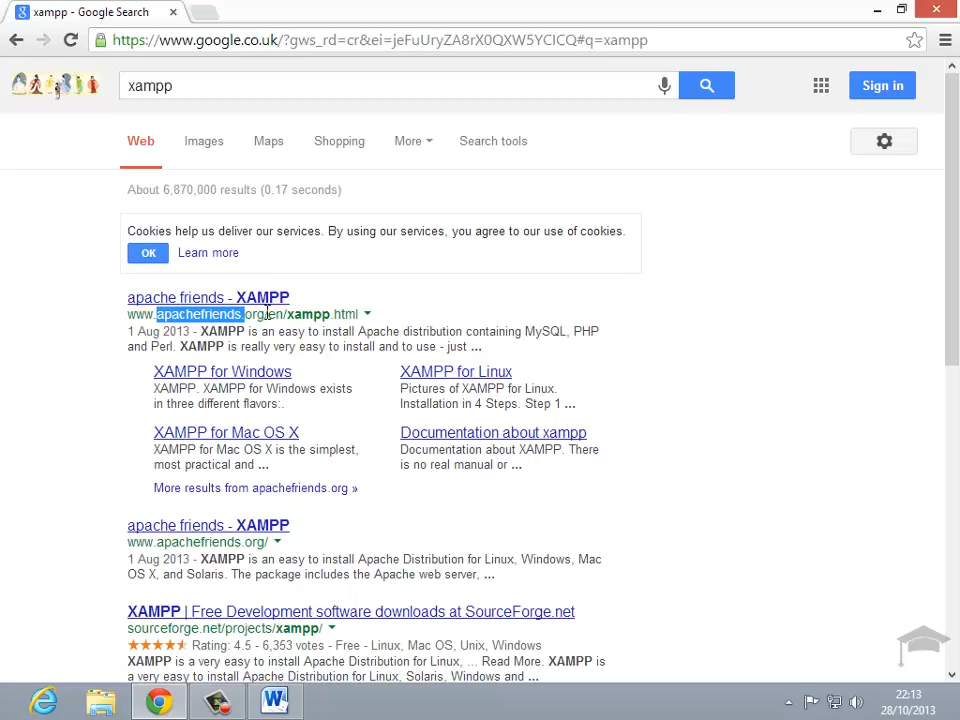 xampp - Google Search
https://www.google.co.uk/?gws_rd=cr&ei=jeFuUryZA8rX0QXW5YCICQ#q=xampp
xampp
Sign in
Web Images Maps Shopping More Search tools
About 6,870,000 results (0.17 seconds)
Cookies help us deliver our services. By using our services, you agree to our use of cookies.
OK Learn more
apache friends - XAMPP
www.apachefriends.org/en/xampp.html
1 Aug 2013 - XAMPP is an easy to install Apache distribution containing MySQL, PHP
and Perl. XAMPP is really very easy to install and to use - just ...
XAMPP for Windows
XAMPP. XAMPP for Windows exists
in three different flavors:.
XAMPP for Linux
Pictures of XAMPP for Linux.
Installation in 4 Steps. Step 1 ...
XAMPP for Mac OS X
XAMPP for Mac OS X is the simplest,
most practical and ...
Documentation about xampp
Documentation about XAMPP. There
is no real manual or ...
More results from apachefriends.org »
apache friends - XAMPP
www.apachefriends.org/
1 Aug 2013 - XAMPP is an easy to install Apache Distribution for Linux, Windows, Mac
OS X, and Solaris. The package includes the Apache web server, ...
XAMPP | Free Development software downloads at SourceForge.net
sourceforge.net/projects/xampp/
Rating: 4.5 - 6,353 votes - Free - Linux, Mac OS, Unix, Windows
XAMPP is a very easy to install Apache Distribution for Linux, ... Read More. XAMPP is
a very easy to install Apache Distribution for Linux, Solaris, Windows, and
22:13
28/10/2013